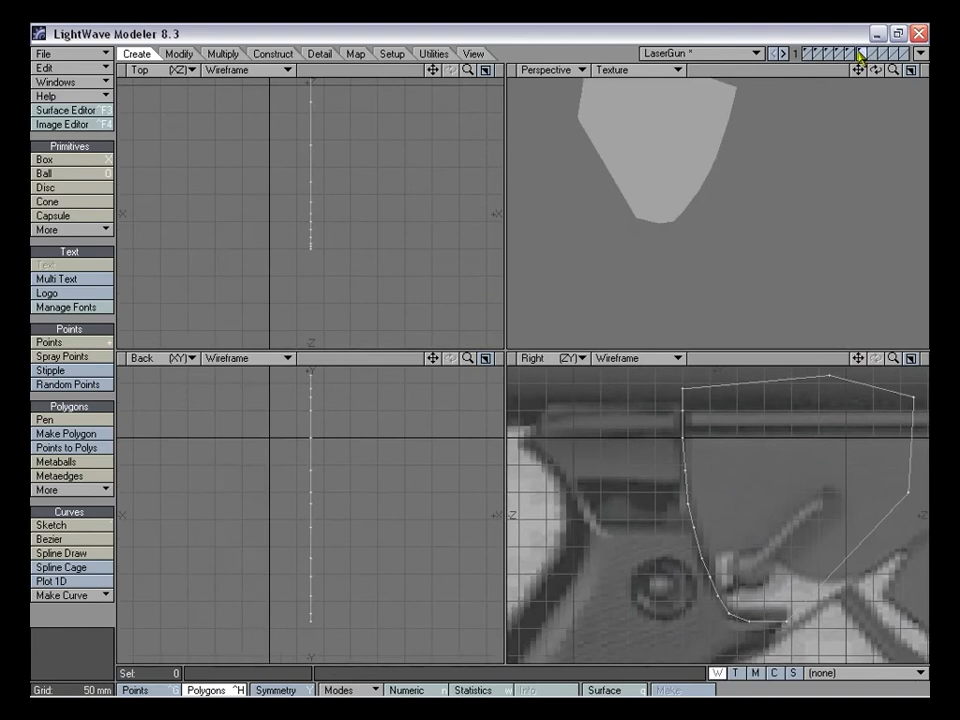 LightWave Modeler 8.3
File
Create Modify Multiply Construct Detail Map Setup Utilities View
LaserGun *
1
Edit
Top (XZ) Wireframe
Perspective Texture
Windows
Help
Surface Editor F3
Image Editor ^F4
Primitives
Box X
Ball O
Disc
Cone
Capsule
More
Text
Text
Multi Text
Logo
Manage Fonts
Points
Points +
Spray Points
Stipple
Random Points
Back (XY) Wireframe
Right (ZY) Wireframe
Polygons
Pen
Make Polygon
Points to Polys
Metaballs
Metaedges
More
Curves
Sketch
Bezier
Spline Draw
Spline Cage
Plot 1D
Make Curve
Sel: 0
W T M C S (none)
Grid: 50 mm
Points ^G Polygons ^H Symmetry Y Modes Numeric n Statistics w Info Surface q Make